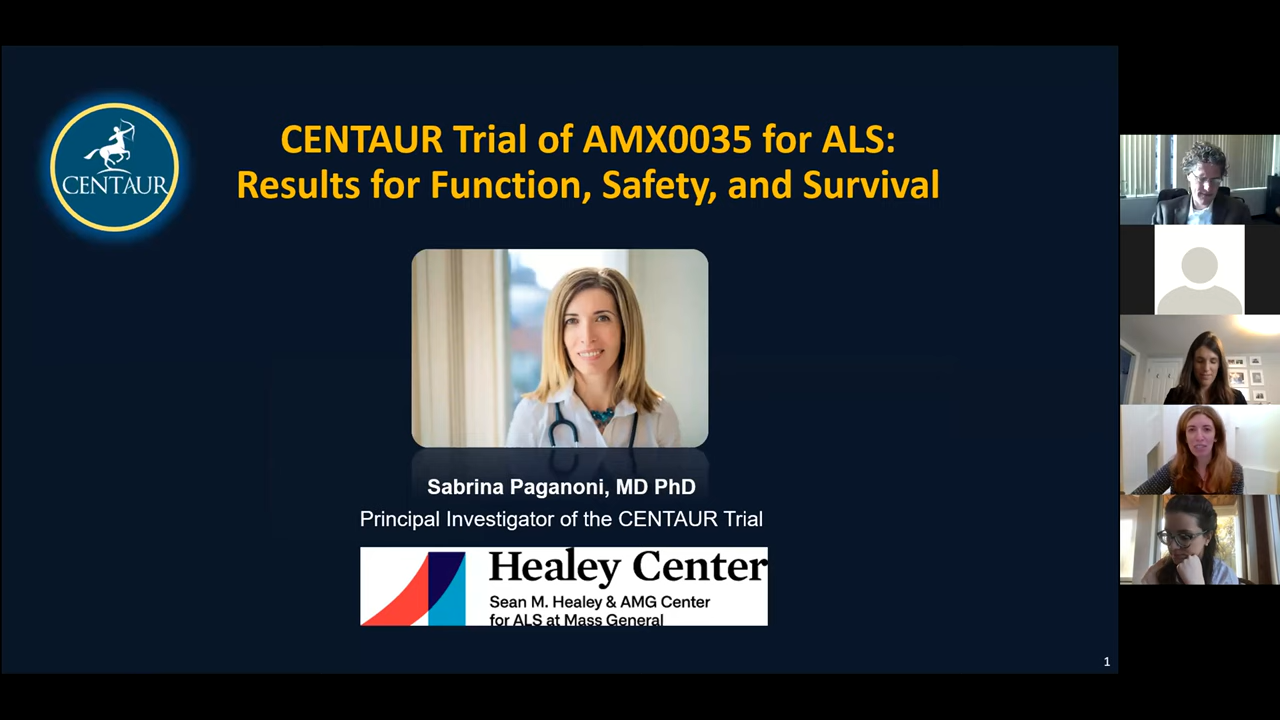 CENTAUR
CENTAUR Trial of AMX0035 for ALS:
Results for Function, Safety, and Survival
Sabrina Paganoni, MD PhD
Principal Investigator of the CENTAUR Trial
Healey Center
Sean M. Healey & AMG Center
for ALS at Mass General
1